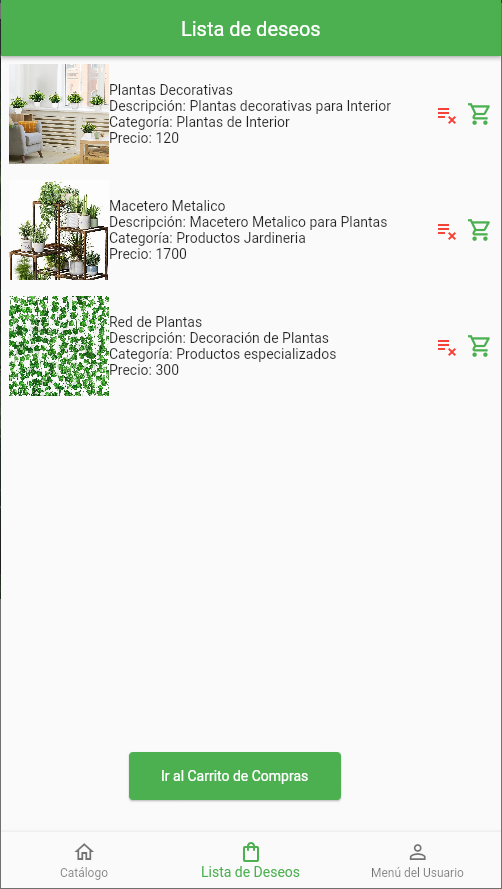 Lista de deseos
Plantas Decorativas
Descripción: Plantas decorativas para Interior
Categoría: Plantas de Interior
Precio: 120
Macetero Metalico
Descripción: Macetero Metalico para Plantas
Categoría: Productos Jardineria
Precio: 1700
Red de Plantas
Descripción: Decoración de Plantas
Categoría: Productos especializados
Precio: 300
Ir al Carrito de Compras
Catálogo
Lista de Deseos
Menú del Usuario